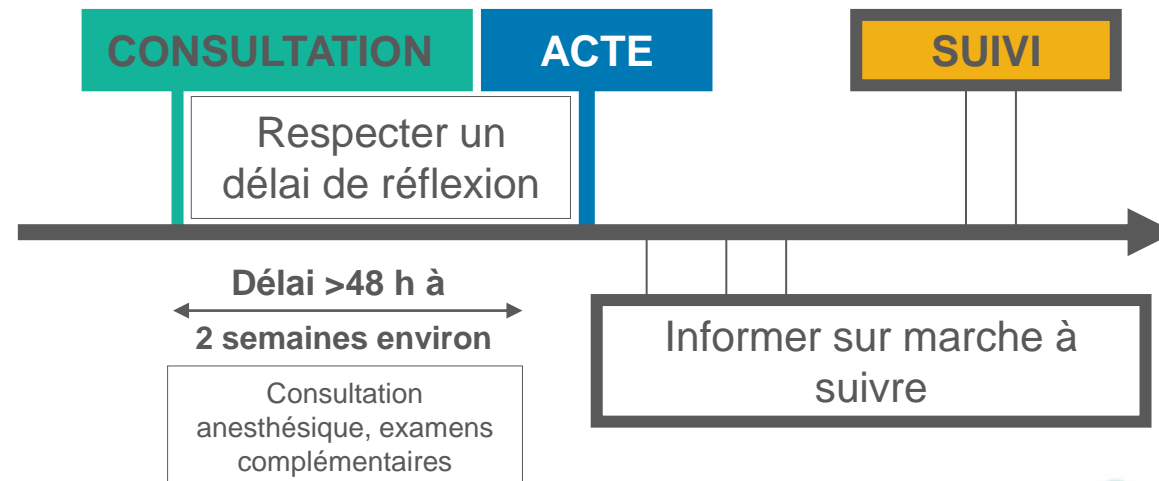 CONSULTATION
ACTE
SUIVI
Respecter un
délai de réflexion
Délai >48 h à
2 semaines environ
Consultation
anesthésique, examens
complémentaires
Informer sur marche à
suivre